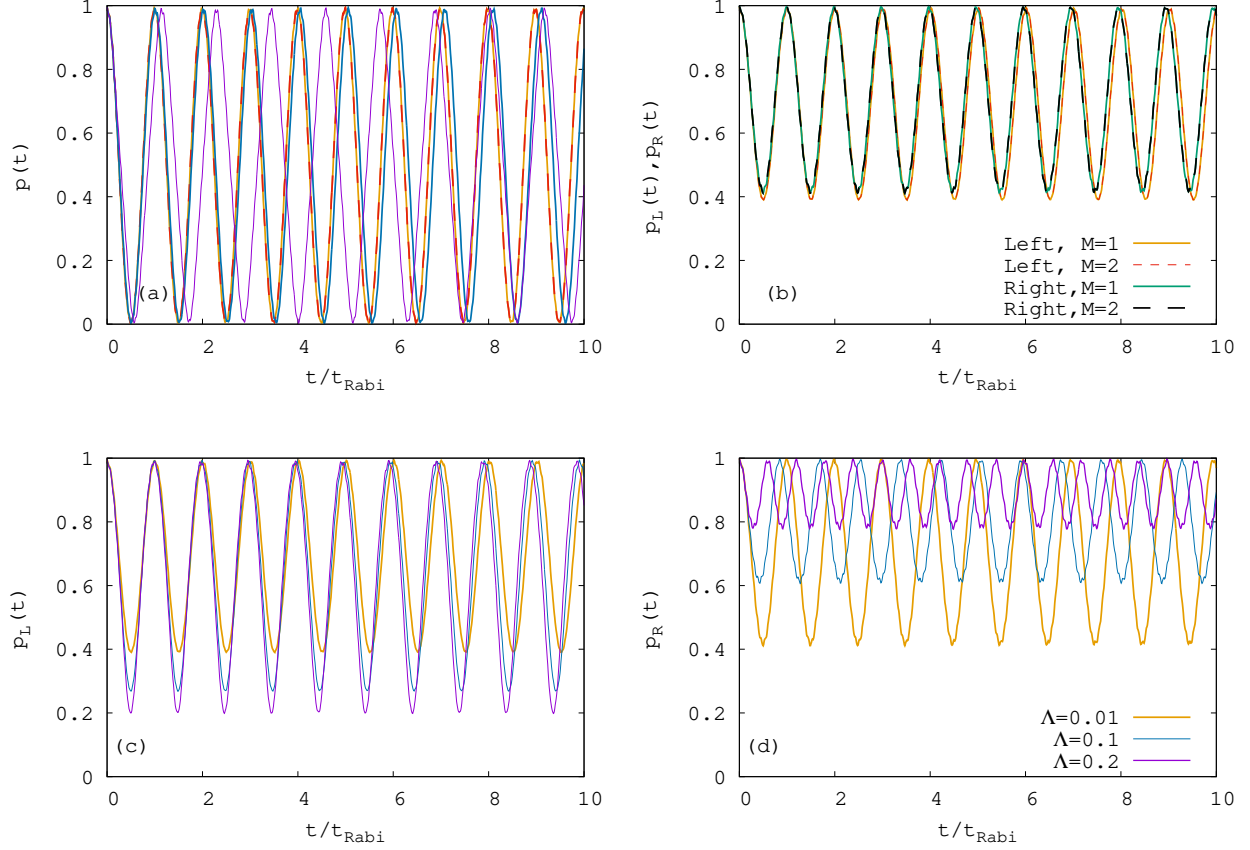 1
0.8
0.6
0.4
0.2
0
p(t)
(a)
0 2 4 6 8 10
t/t_Rabi
1
0.8
0.6
0.4
0.2
0
p_L(t),p_R(t)
Left, M=1
Left, M=2
Right,M=1
Right,M=2
(b)
0 2 4 6 8 10
t/t_Rabi
1
0.8
0.6
0.4
0.2
0
p_L(t)
(c)
0 2 4 6 8 10
t/t_Rabi
1
0.8
0.6
0.4
0.2
0
p_R(t)
Λ=0.01
Λ=0.1
Λ=0.2
(d)
0 2 4 6 8 10
t/t_Rabi